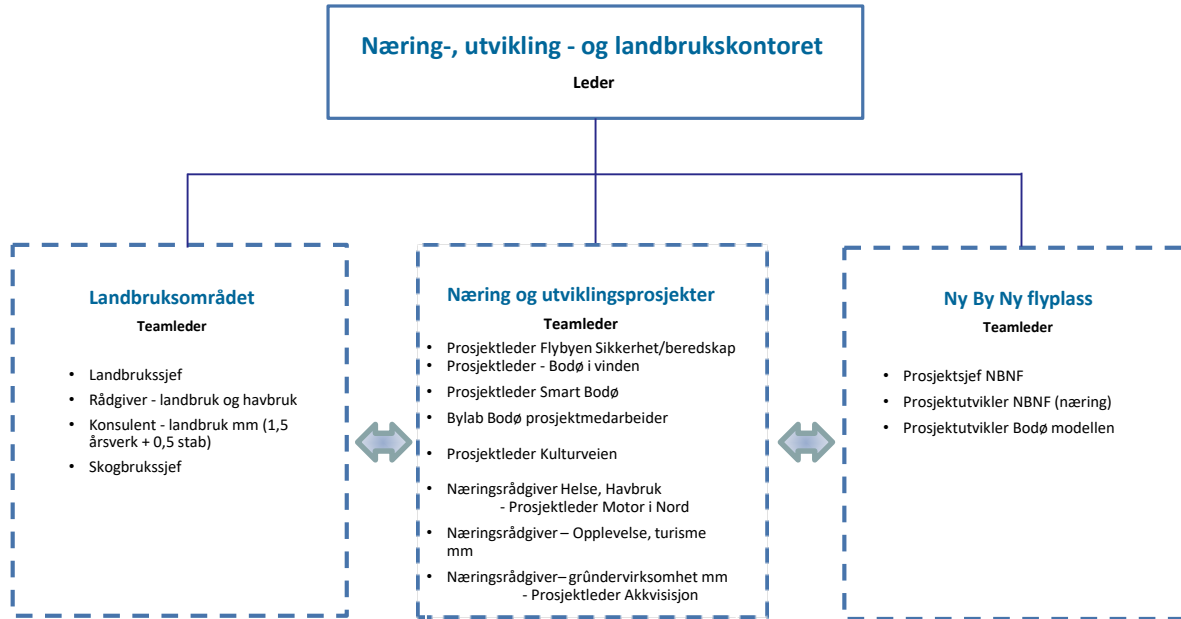 Næring-, utvikling - og landbrukskontoret
Leder
Landbruksområdet
Teamleder
• Landbrukssjef
• Rådgiver - landbruk og havbruk
• Konsulent - landbruk mm (1,5
årsverk + 0,5 stab)
• Skogbrukssjef
Næring og utviklingsprosjekter
Teamleder
• Prosjektleder Flybyen Sikkerhet/beredskap
• Prosjektleder - Bodø i vinden
• Prosjektleder Smart Bodø
• Bylab Bodø prosjektmedarbeider
• Prosjektleder Kulturveien
• Næringsrådgiver Helse, Havbruk
- Prosjektleder Motor i Nord
• Næringsrådgiver – Opplevelse, turisme
mm
• Næringsrådgiver– grûndervirksomhet mm
- Prosjektleder Akkvisisjon
Ny By Ny flyplass
Teamleder
• Prosjektsjef NBNF
• Prosjektutvikler NBNF (næring)
• Prosjektutvikler Bodø modellen